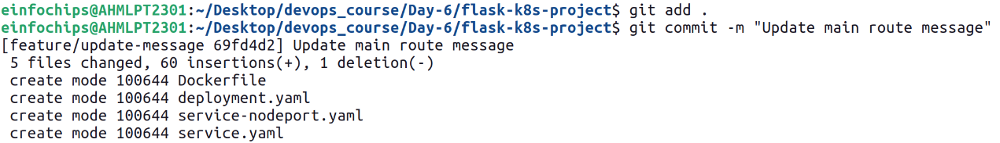 einfochips@AHMLPT2301:~/Desktop/devops_course/Day-6/flask-k8s-project$ git add .
einfochips@AHMLPT2301:~/Desktop/devops_course/Day-6/flask-k8s-project$ git commit -m "Update main route message"
[feature/update-message 69fd4d2] Update main route message
 5 files changed, 60 insertions(+), 1 deletion(-)
 create mode 100644 Dockerfile
 create mode 100644 deployment.yaml
 create mode 100644 service-nodeport.yaml
 create mode 100644 service.yaml